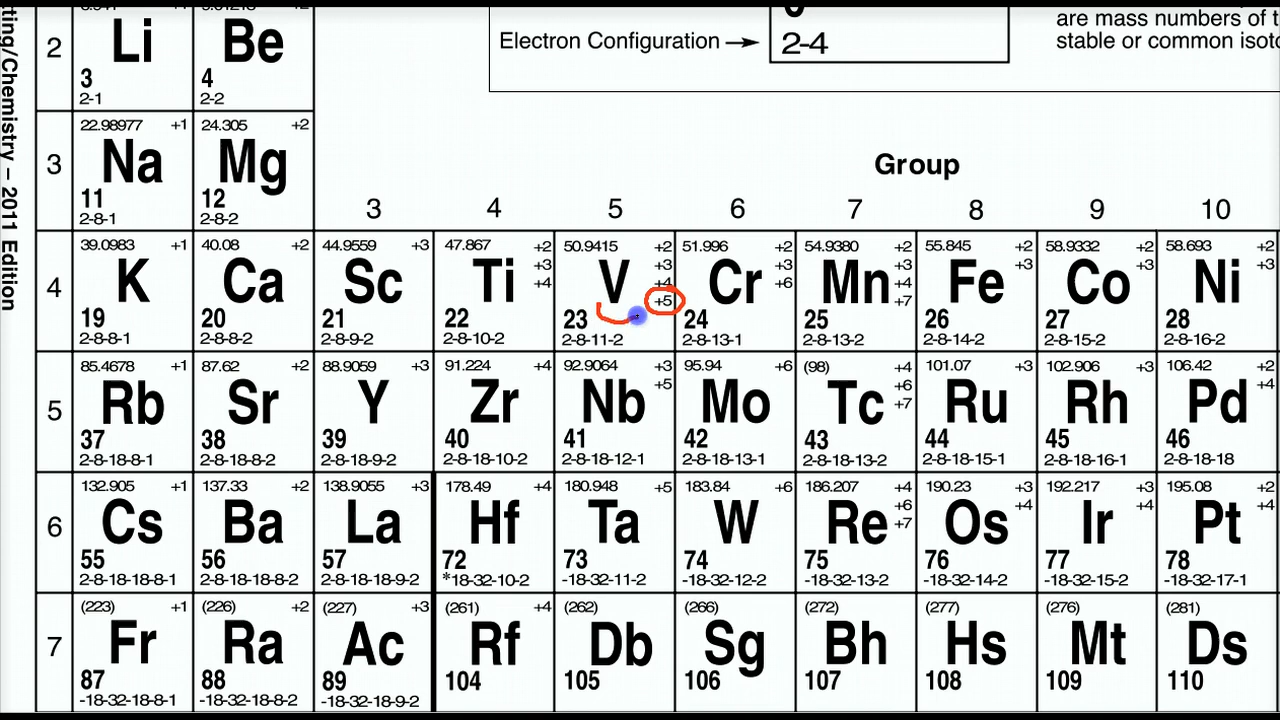 ting/Chemistry – 2011 Edition
2 Li Be
3 4
2-1 2-2
Electron Configuration
2-4
are mass numbers of t
stable or common isoto
22.98977 +1 24.305 +2
3 Na Mg
11 12
2-8-1 2-8-2
Group
3 4 5 6 7 8 9 10
39.0983 +1 40.08 +2 44.9559 +3 47.867 +2 50.9415 +2 51.996 +2 54.9380 +2 55.845 +2 58.9332 +2 58.693 +2
+3 +3 +3 +3 +3 +3 +3
+4 +4 +6 +4
4 K Ca Sc Ti V Cr Mn Fe Co Ni
+5 +7
19 20 21 22 23 24 25 26 27 28
2-8-8-1 2-8-8-2 2-8-9-2 2-8-10-2 2-8-11-2 2-8-13-1 2-8-13-2 2-8-14-2 2-8-15-2 2-8-16-2
85.4678 +1 87.62 +2 88.9059 +3 91.224 +4 92.9064 +3 95.94 +6 (98) +4 101.07 +3 102.906 +3 106.42 +2
+5 +6 +4
5 Rb Sr Y Zr Nb Mo Tc Ru Rh Pd
+7
37 38 39 40 41 42 43 44 45 46
2-8-18-8-1 2-8-18-8-2 2-8-18-9-2 2-8-18-10-2 2-8-18-12-1 2-8-18-13-1 2-8-18-13-2 2-8-18-15-1 2-8-18-16-1 2-8-18-18
132.905 +1 137.33 +2 138.9055 +3 178.49 +4 180.948 +5 183.84 +6 186.207 +4 190.23 +3 192.217 +3 195.08 +2
+6 +4 +4 +4
6 Cs Ba La Hf Ta W Re Os Ir Pt
+7
55 56 57 72 73 74 75 76 77 78
2-8-18-18-8-1 2-8-18-18-8-2 2-8-18-18-9-2 *18-32-10-2 -18-32-11-2 -18-32-12-2 -18-32-13-2 -18-32-14-2 -18-32-15-2 -18-32-17-1
(223) +1 (226) +2 (227) +3 (261) +4 (262) (266) (272) (277) (276) (281)
7 Fr Ra Ac Rf Db Sg Bh Hs Mt Ds
87 88 89 104 105 106 107 108 109 110
-18-32-18-8-1 -18-32-18-8-2 -18-32-18-9-2